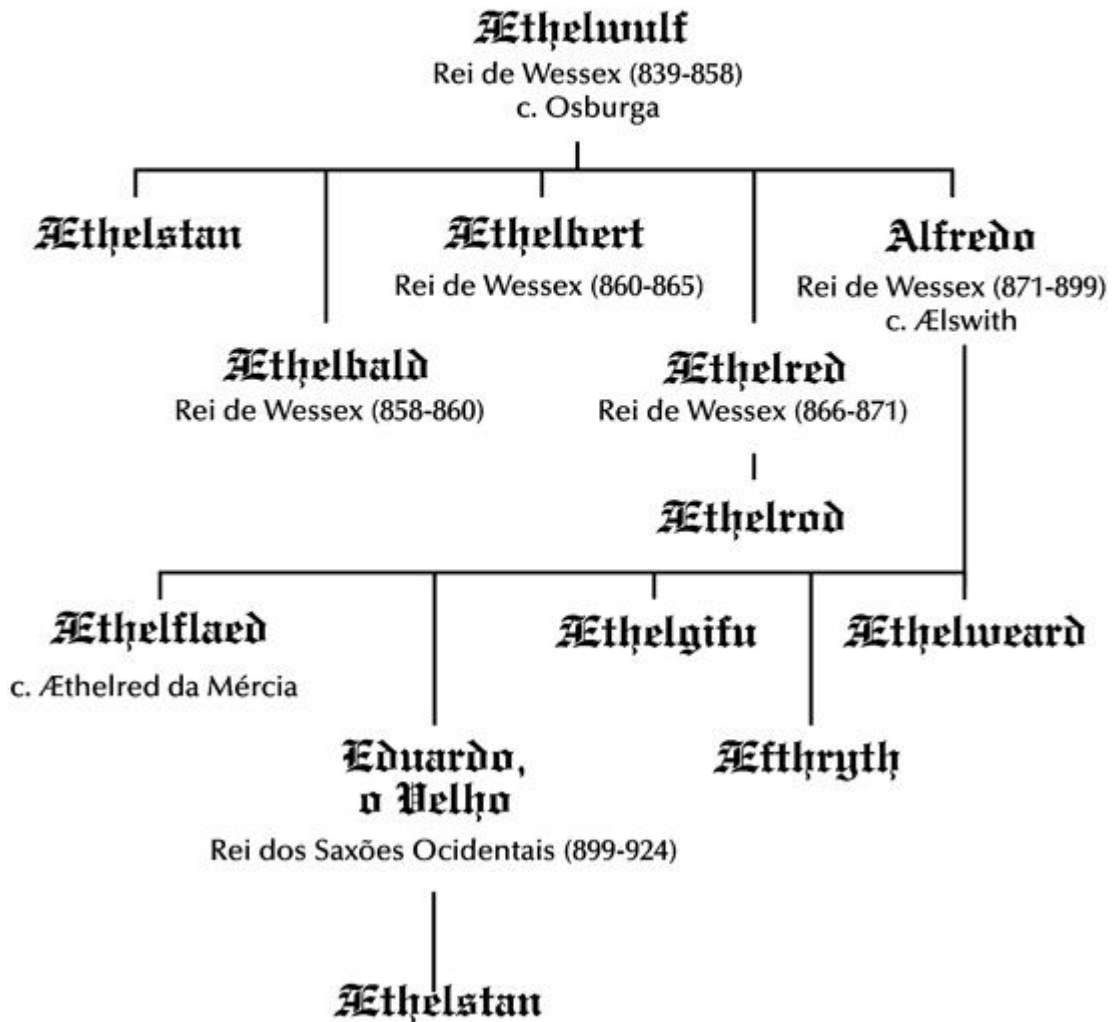 Æthelwulf
Rei de Wessex (839-858)
c. Osburga
Æthelstan
Æthelbert
Rei de Wessex (860-865)
Alfredo
Rei de Wessex (871-899)
c. Ælswith
Æthelbald
Rei de Wessex (858-860)
Æthelred
Rei de Wessex (866-871)
Æthelrod
Æthelflaed
c. Æthelred da Mércia
Æthelgifu
Æthelweard
Eduardo,
o Velho
Rei dos Saxões Ocidentais (899-924)
Æfthryth
Æthelstan